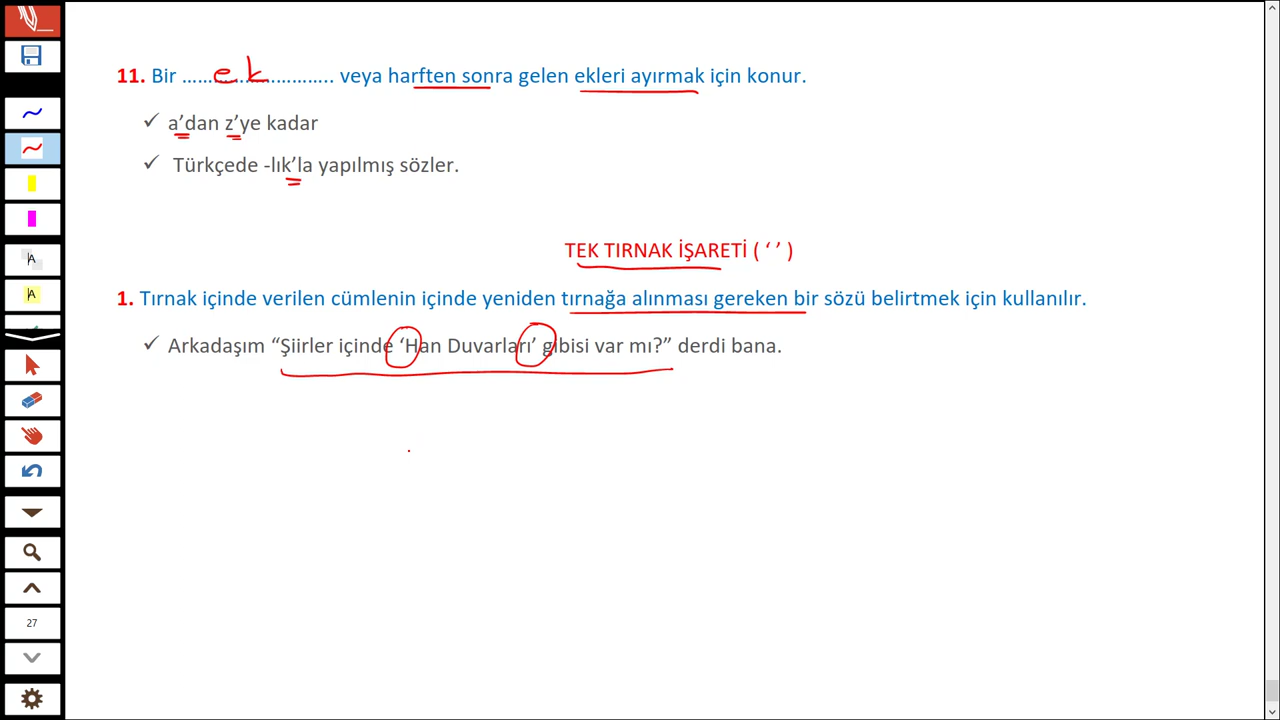 11. Bir ......ek............... veya harften sonra gelen ekleri ayırmak için konur.
✓ a’dan z’ye kadar
✓ Türkçede -lık’la yapılmış sözler.
TEK TIRNAK İŞARETİ ( ‘ ’ )
1. Tırnak içinde verilen cümlenin içinde yeniden tırnağa alınması gereken bir sözü belirtmek için kullanılır.
✓ Arkadaşım “Şiirler içinde ‘Han Duvarları’ gibisi var mı?” derdi bana.
A
A
27